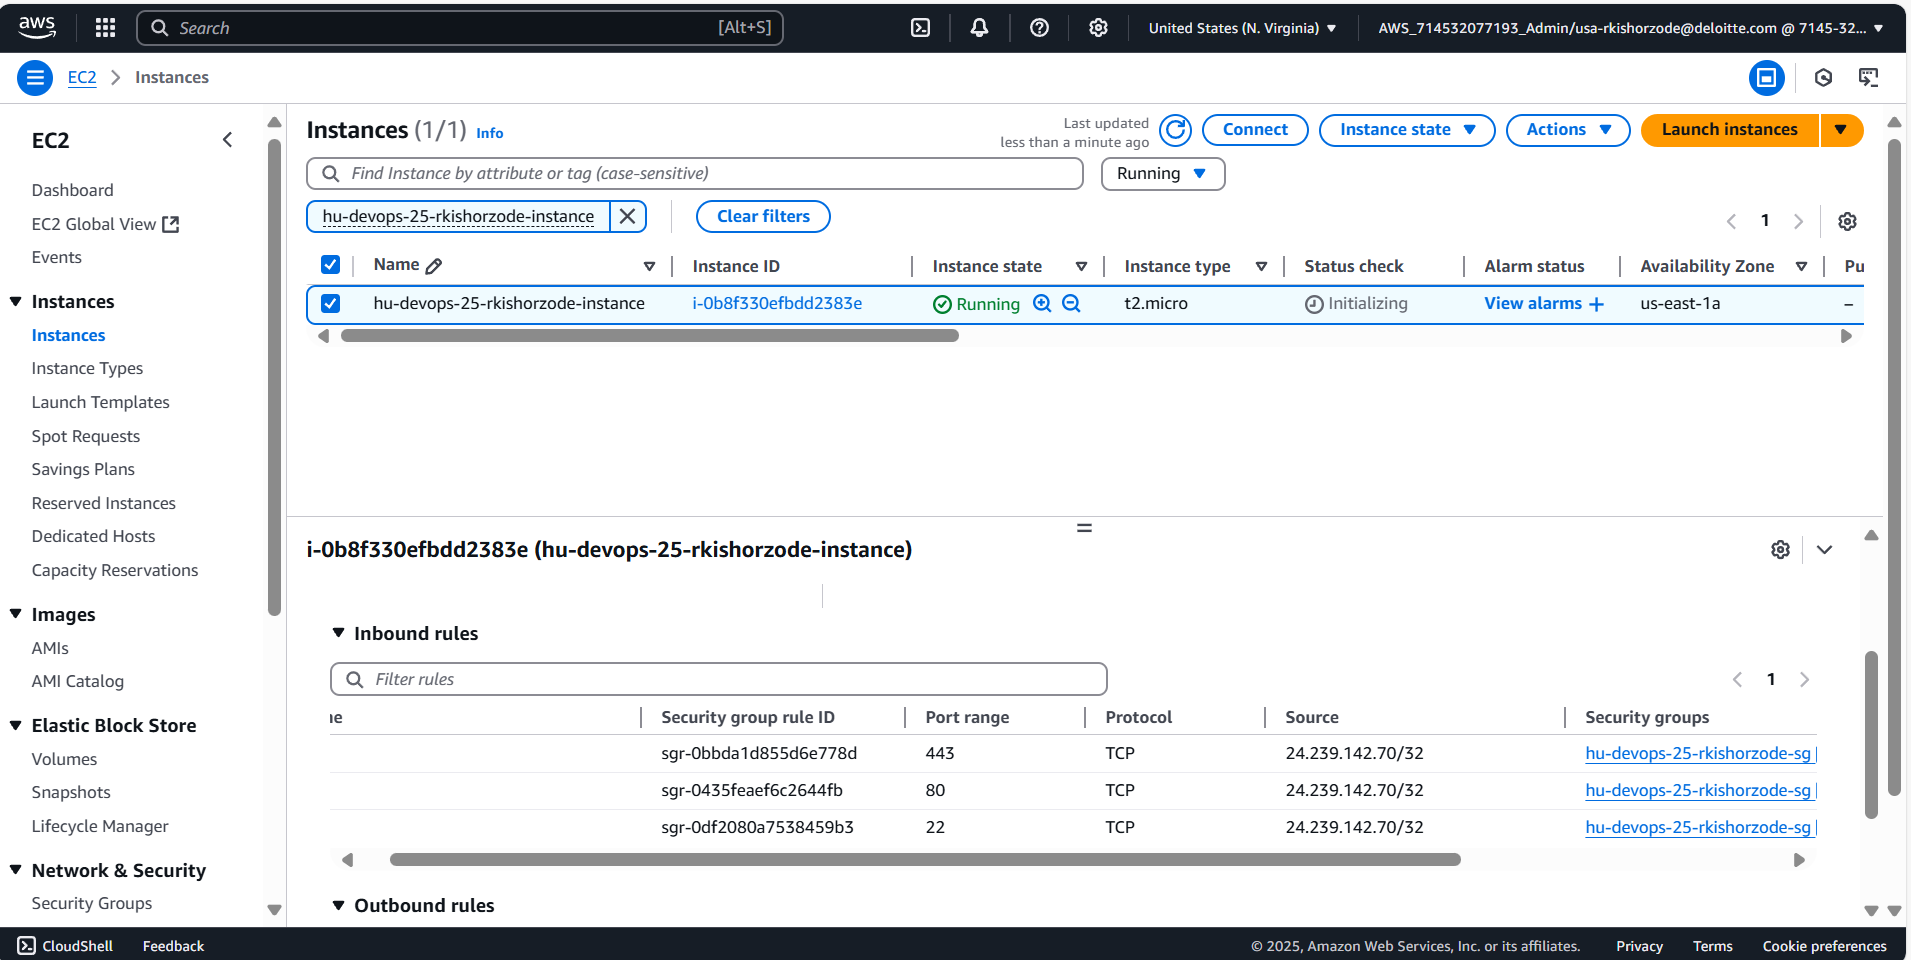 aws
Search [Alt+S]
United States (N. Virginia)
AWS_714532077193_Admin/usa-rkishorzode@deloitte.com @ 7145-32...
EC2 > Instances
EC2
Dashboard
EC2 Global View
Events
Instances
Instances
Instance Types
Launch Templates
Spot Requests
Savings Plans
Reserved Instances
Dedicated Hosts
Capacity Reservations
Images
AMIs
AMI Catalog
Elastic Block Store
Volumes
Snapshots
Lifecycle Manager
Network & Security
Security Groups
Instances (1/1) Info
Last updated
less than a minute ago
Connect
Instance state
Actions
Launch instances
Find Instance by attribute or tag (case-sensitive)
Running
hu-devops-25-rkishorzode-instance
Clear filters
1
Name Instance ID Instance state Instance type Status check Alarm status Availability Zone Pu
hu-devops-25-rkishorzode-instance i-0b8f330efbdd2383e Running t2.micro Initializing View alarms + us-east-1a –
i-0b8f330efbdd2383e (hu-devops-25-rkishorzode-instance)
Inbound rules
Filter rules
1
ne Security group rule ID Port range Protocol Source Security groups
sgr-0bbda1d855d6e778d 443 TCP 24.239.142.70/32 hu-devops-25-rkishorzode-sg
sgr-0435feaef6c2644fb 80 TCP 24.239.142.70/32 hu-devops-25-rkishorzode-sg
sgr-0df2080a7538459b3 22 TCP 24.239.142.70/32 hu-devops-25-rkishorzode-sg
Outbound rules
CloudShell Feedback
© 2025, Amazon Web Services, Inc. or its affiliates. Privacy Terms Cookie preferences